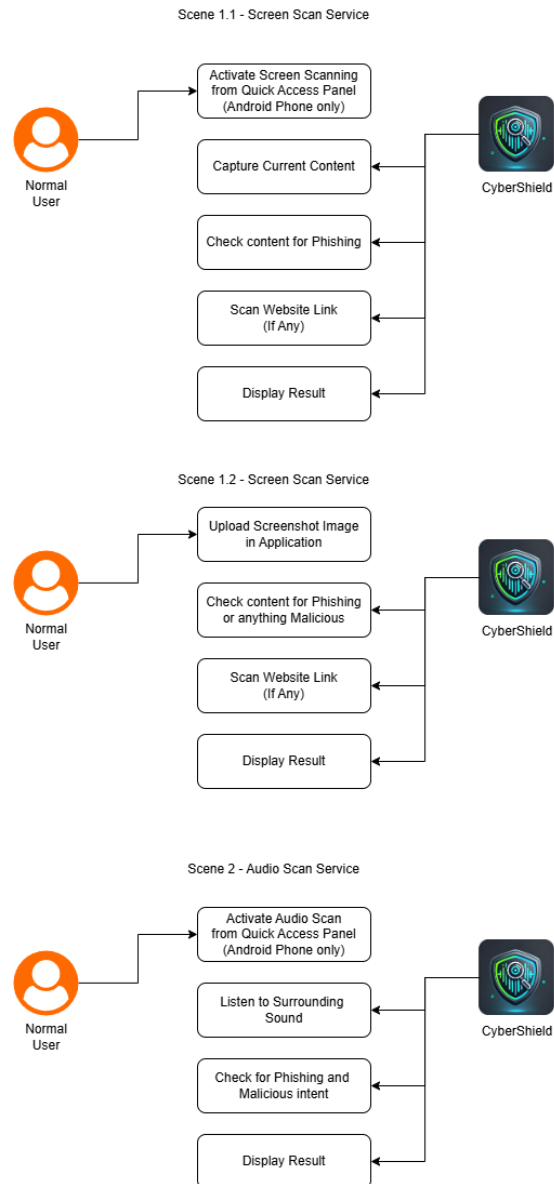 Scene 1.1 - Screen Scan Service
Activate Screen Scanning
from Quick Access Panel
(Android Phone only)
Normal
User
CyberShield
Capture Current Content
Check content for Phishing
Scan Website Link
(If Any)
Display Result
Scene 1.2 - Screen Scan Service
Upload Screenshot Image
in Application
Normal
User
CyberShield
Check content for Phishing
or anything Malicious
Scan Website Link
(If Any)
Display Result
Scene 2 - Audio Scan Service
Activate Audio Scan
from Quick Access Panel
(Android Phone only)
Normal
User
CyberShield
Listen to Surrounding
Sound
Check for Phishing and
Malicious intent
Display Result